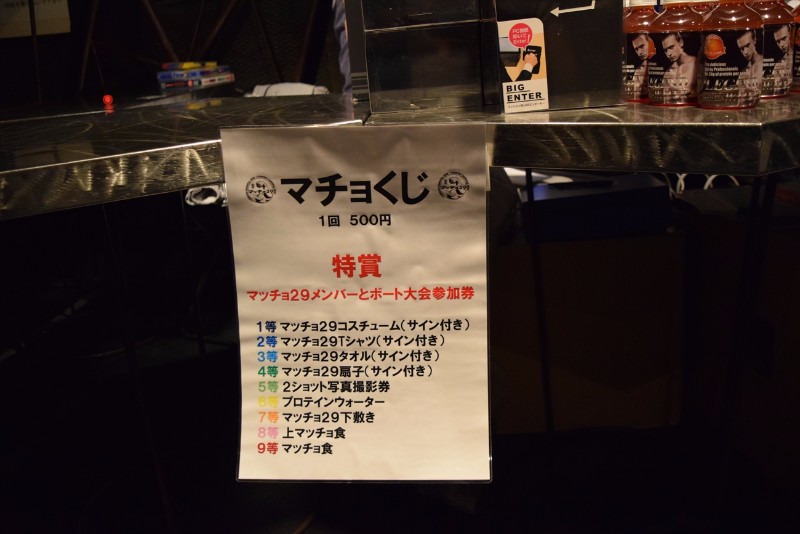 BIG
ENTER
マチョくじ
1回 500円
特賞
マッチョ29メンバーとボート大会参加券
1等 マッチョ29コスチューム(サイン付き)
2等 マッチョ29Tシャツ(サイン付き)
3等 マッチョ29タオル(サイン付き)
4等 マッチョ29扇子(サイン付き)
5等 2ショット写真撮影券
6等 プロテインウォーター
7等 マッチョ29下敷き
8等 上マッチョ食
9等 マッチョ食